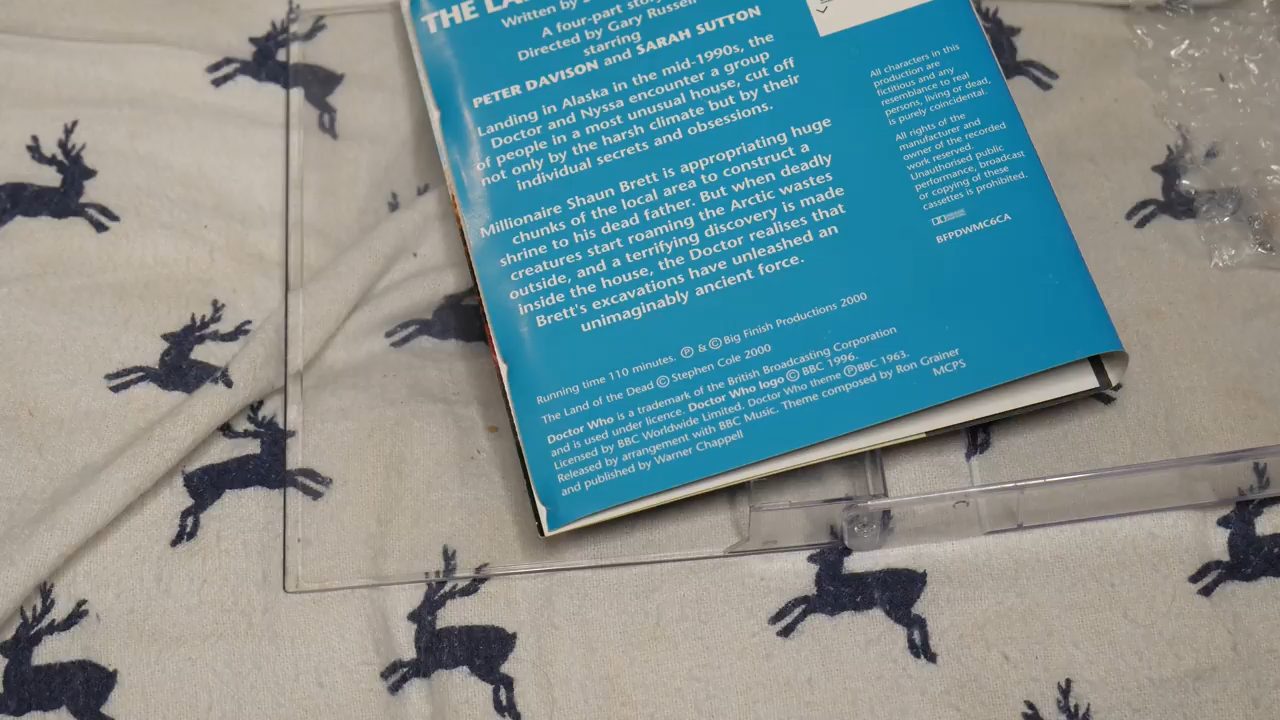 THE LA
Written by
A four-part story
Directed by Gary Russell
starring
PETER DAVISON and SARAH SUTTON
Landing in Alaska in the mid-1990s, the
Doctor and Nyssa encounter a group
of people in a most unusual house, cut off
not only by the harsh climate but by their
individual secrets and obsessions.
Millionaire Shaun Brett is appropriating huge
chunks of the local area to construct a
shrine to his dead father. But when deadly
creatures start roaming the Arctic wastes
outside, and a terrifying discovery is made
inside the house, the Doctor realises that
Brett's excavations have unleashed an
unimaginably ancient force.
Running time 110 minutes. Ⓟ & © Big Finish Productions 2000
The Land of the Dead © Stephen Cole 2000
Doctor Who is a trademark of the British Broadcasting Corporation
and is used under licence. Doctor Who logo © BBC 1996.
Licensed by BBC Worldwide Limited. Doctor Who theme Ⓟ BBC 1963.
Released by arrangement with BBC Music. Theme composed by Ron Grainer
and published by Warner Chappell MCPS
All characters in this
production are
fictitious and any
resemblance to real
persons, living or dead,
is purely coincidental.
All rights of the
manufacturer and
owner of the recorded
work reserved.
Unauthorised public
performance, broadcast
or copying of these
cassettes is prohibited.
BFPDWMC6CA